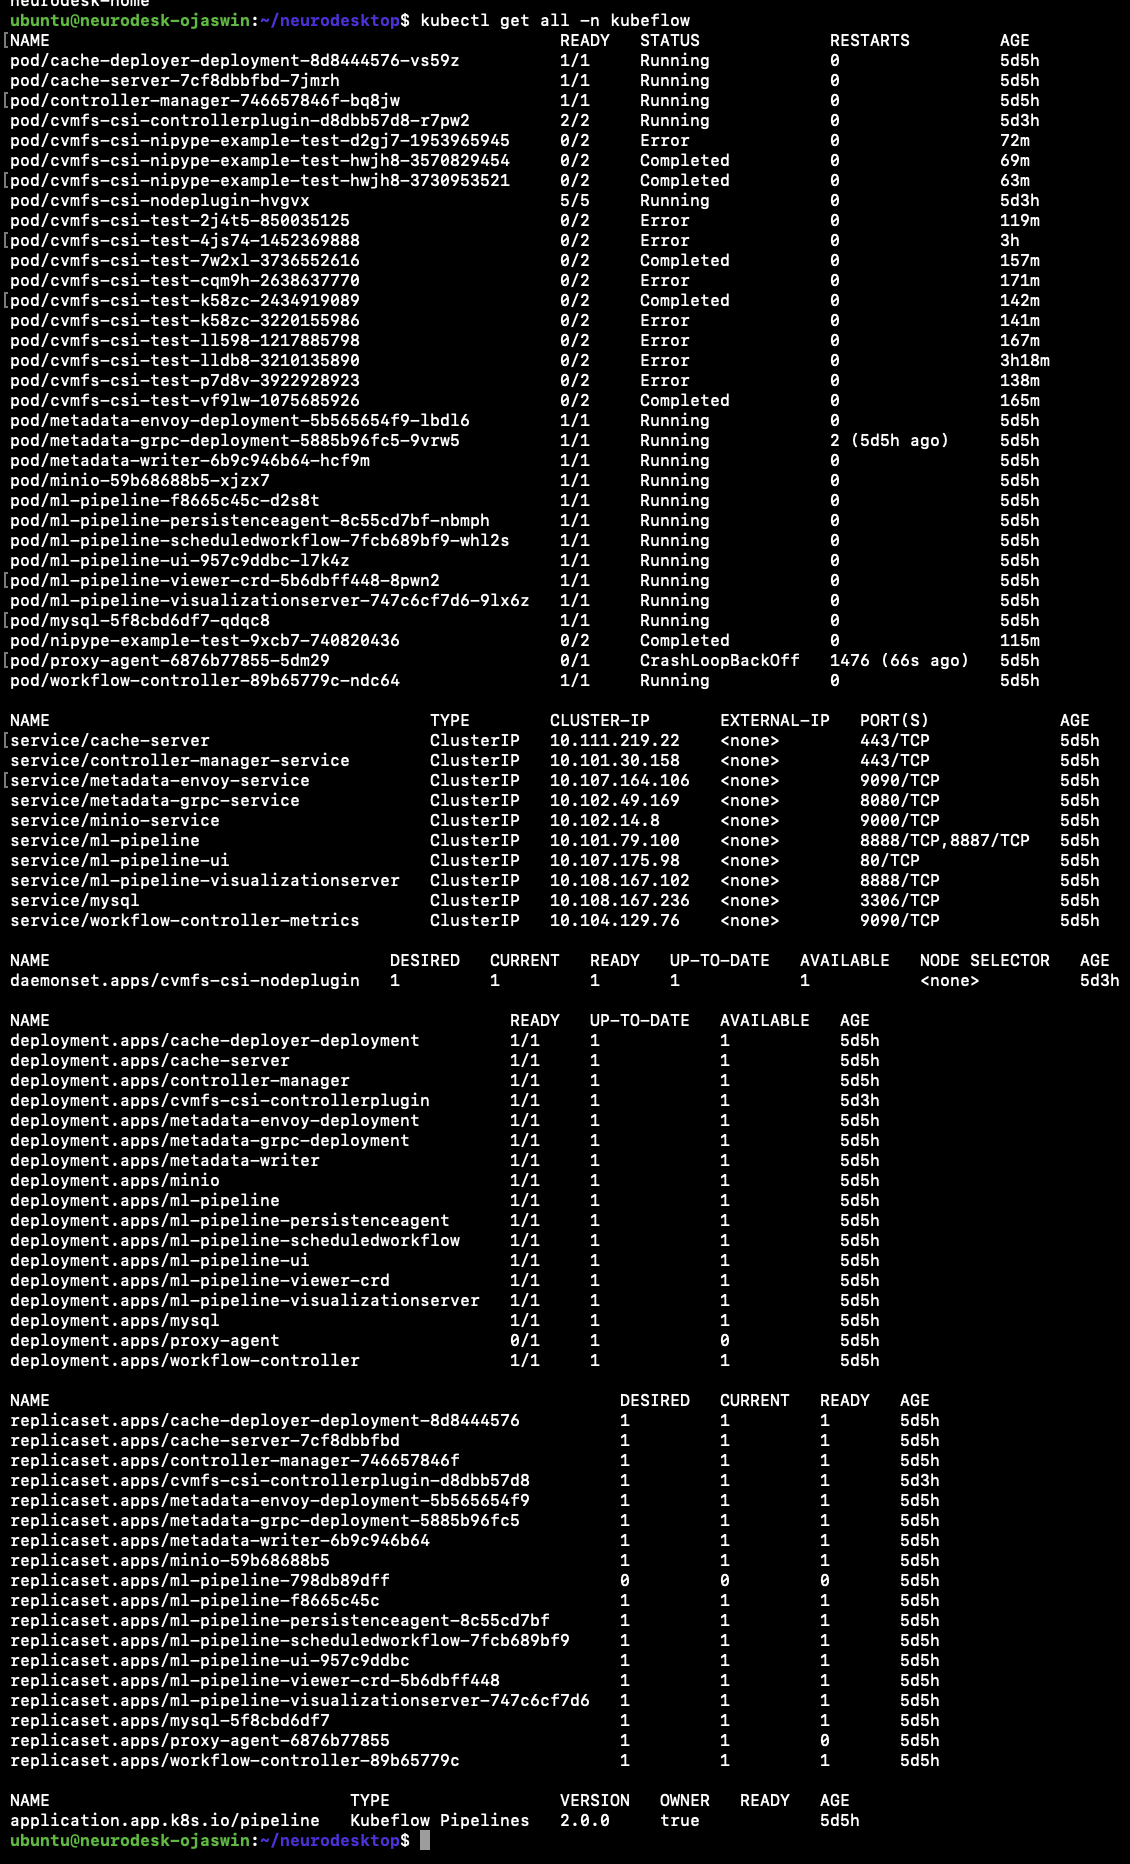 neurodesk-home
ubuntu@neurodesk-ojaswin:~/neurodesktop$ kubectl get all -n kubeflow
[NAME READY STATUS RESTARTS AGE
pod/cache-deployer-deployment-8d8444576-vs59z 1/1 Running 0 5d5h
pod/cache-server-7cf8dbbfbd-7jmrh 1/1 Running 0 5d5h
[pod/controller-manager-746657846f-bq8jw 1/1 Running 0 5d5h
pod/cvmfs-csi-controllerplugin-d8dbb57d8-r7pw2 2/2 Running 0 5d3h
pod/cvmfs-csi-nipype-example-test-d2gj7-1953965945 0/2 Error 0 72m
pod/cvmfs-csi-nipype-example-test-hwjh8-3570829454 0/2 Completed 0 69m
[pod/cvmfs-csi-nipype-example-test-hwjh8-3730953521 0/2 Completed 0 63m
pod/cvmfs-csi-nodeplugin-hvgvx 5/5 Running 0 5d3h
pod/cvmfs-csi-test-2j4t5-850035125 0/2 Error 0 119m
[pod/cvmfs-csi-test-4js74-1452369888 0/2 Error 0 3h
pod/cvmfs-csi-test-7w2xl-3736552616 0/2 Completed 0 157m
pod/cvmfs-csi-test-cqm9h-2638637770 0/2 Error 0 171m
[pod/cvmfs-csi-test-k58zc-2434919089 0/2 Completed 0 142m
pod/cvmfs-csi-test-k58zc-3220155986 0/2 Error 0 141m
pod/cvmfs-csi-test-ll598-1217885798 0/2 Error 0 167m
pod/cvmfs-csi-test-lldb8-3210135890 0/2 Error 0 3h18m
pod/cvmfs-csi-test-p7d8v-3922928923 0/2 Error 0 138m
pod/cvmfs-csi-test-vf9lw-1075685926 0/2 Completed 0 165m
pod/metadata-envoy-deployment-5b565654f9-lbdl6 1/1 Running 0 5d5h
pod/metadata-grpc-deployment-5885b96fc5-9vrw5 1/1 Running 2 (5d5h ago) 5d5h
pod/metadata-writer-6b9c946b64-hcf9m 1/1 Running 0 5d5h
pod/minio-59b68688b5-xjzx7 1/1 Running 0 5d5h
pod/ml-pipeline-f8665c45c-d2s8t 1/1 Running 0 5d5h
pod/ml-pipeline-persistenceagent-8c55cd7bf-nbmph 1/1 Running 0 5d5h
pod/ml-pipeline-scheduledworkflow-7fcb689bf9-whl2s 1/1 Running 0 5d5h
pod/ml-pipeline-ui-957c9ddbc-l7k4z 1/1 Running 0 5d5h
[pod/ml-pipeline-viewer-crd-5b6dbff448-8pwn2 1/1 Running 0 5d5h
pod/ml-pipeline-visualizationserver-747c6cf7d6-9lx6z 1/1 Running 0 5d5h
[pod/mysql-5f8cbd6df7-qdqc8 1/1 Running 0 5d5h
pod/nipype-example-test-9xcb7-740820436 0/2 Completed 0 115m
[pod/proxy-agent-6876b77855-5dm29 0/1 CrashLoopBackOff 1476 (66s ago) 5d5h
pod/workflow-controller-89b65779c-ndc64 1/1 Running 0 5d5h
NAME TYPE CLUSTER-IP EXTERNAL-IP PORT(S) AGE
[service/cache-server ClusterIP 10.111.219.22 <none> 443/TCP 5d5h
service/controller-manager-service ClusterIP 10.101.30.158 <none> 443/TCP 5d5h
[service/metadata-envoy-service ClusterIP 10.107.164.106 <none> 9090/TCP 5d5h
service/metadata-grpc-service ClusterIP 10.102.49.169 <none> 8080/TCP 5d5h
service/minio-service ClusterIP 10.102.14.8 <none> 9000/TCP 5d5h
service/ml-pipeline ClusterIP 10.101.79.100 <none> 8888/TCP,8887/TCP 5d5h
service/ml-pipeline-ui ClusterIP 10.107.175.98 <none> 80/TCP 5d5h
service/ml-pipeline-visualizationserver ClusterIP 10.108.167.102 <none> 8888/TCP 5d5h
service/mysql ClusterIP 10.108.167.236 <none> 3306/TCP 5d5h
service/workflow-controller-metrics ClusterIP 10.104.129.76 <none> 9090/TCP 5d5h
NAME DESIRED CURRENT READY UP-TO-DATE AVAILABLE NODE SELECTOR AGE
daemonset.apps/cvmfs-csi-nodeplugin 1 1 1 1 1 <none> 5d3h
NAME READY UP-TO-DATE AVAILABLE AGE
deployment.apps/cache-deployer-deployment 1/1 1 1 5d5h
deployment.apps/cache-server 1/1 1 1 5d5h
deployment.apps/controller-manager 1/1 1 1 5d5h
deployment.apps/cvmfs-csi-controllerplugin 1/1 1 1 5d3h
deployment.apps/metadata-envoy-deployment 1/1 1 1 5d5h
deployment.apps/metadata-grpc-deployment 1/1 1 1 5d5h
deployment.apps/metadata-writer 1/1 1 1 5d5h
deployment.apps/minio 1/1 1 1 5d5h
deployment.apps/ml-pipeline 1/1 1 1 5d5h
deployment.apps/ml-pipeline-persistenceagent 1/1 1 1 5d5h
deployment.apps/ml-pipeline-scheduledworkflow 1/1 1 1 5d5h
deployment.apps/ml-pipeline-ui 1/1 1 1 5d5h
deployment.apps/ml-pipeline-viewer-crd 1/1 1 1 5d5h
deployment.apps/ml-pipeline-visualizationserver 1/1 1 1 5d5h
deployment.apps/mysql 1/1 1 1 5d5h
deployment.apps/proxy-agent 0/1 1 0 5d5h
deployment.apps/workflow-controller 1/1 1 1 5d5h
NAME DESIRED CURRENT READY AGE
replicaset.apps/cache-deployer-deployment-8d8444576 1 1 1 5d5h
replicaset.apps/cache-server-7cf8dbbfbd 1 1 1 5d5h
replicaset.apps/controller-manager-746657846f 1 1 1 5d5h
replicaset.apps/cvmfs-csi-controllerplugin-d8dbb57d8 1 1 1 5d3h
replicaset.apps/metadata-envoy-deployment-5b565654f9 1 1 1 5d5h
replicaset.apps/metadata-grpc-deployment-5885b96fc5 1 1 1 5d5h
replicaset.apps/metadata-writer-6b9c946b64 1 1 1 5d5h
replicaset.apps/minio-59b68688b5 1 1 1 5d5h
replicaset.apps/ml-pipeline-798db89dff 0 0 0 5d5h
replicaset.apps/ml-pipeline-f8665c45c 1 1 1 5d5h
replicaset.apps/ml-pipeline-persistenceagent-8c55cd7bf 1 1 1 5d5h
replicaset.apps/ml-pipeline-scheduledworkflow-7fcb689bf9 1 1 1 5d5h
replicaset.apps/ml-pipeline-ui-957c9ddbc 1 1 1 5d5h
replicaset.apps/ml-pipeline-viewer-crd-5b6dbff448 1 1 1 5d5h
replicaset.apps/ml-pipeline-visualizationserver-747c6cf7d6 1 1 1 5d5h
replicaset.apps/mysql-5f8cbd6df7 1 1 1 5d5h
replicaset.apps/proxy-agent-6876b77855 1 1 0 5d5h
replicaset.apps/workflow-controller-89b65779c 1 1 1 5d5h
NAME TYPE VERSION OWNER READY AGE
application.app.k8s.io/pipeline Kubeflow Pipelines 2.0.0 true 5d5h
ubuntu@neurodesk-ojaswin:~/neurodesktop$